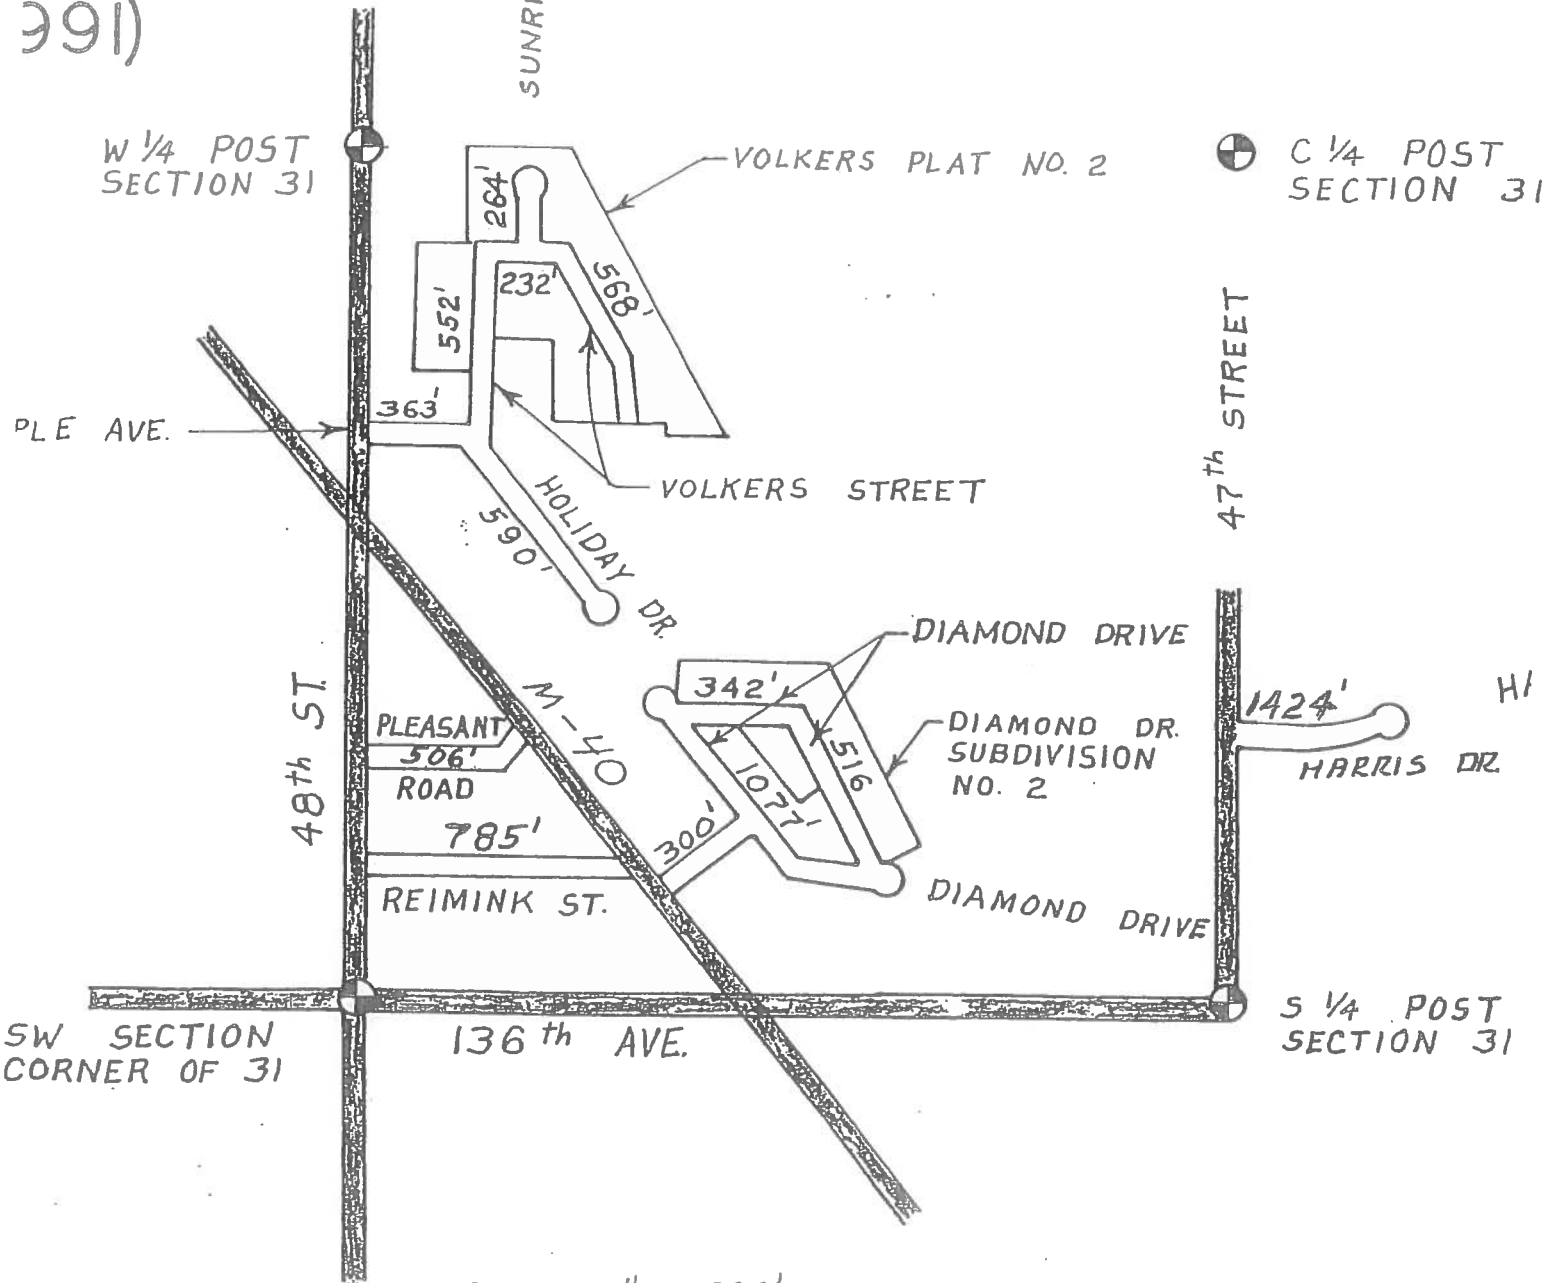 991)
W 1/4 POST
SECTION 31
VOLKERS PLAT NO. 2
C 1/4 POST
SECTION 31
264'
232'
568'
552'
363'
PLE AVE.
VOLKERS STREET
HOLIDAY DR.
590'
47th STREET
DIAMOND DRIVE
342'
516
1077'
300'
DIAMOND DR.
SUBDIVISION
NO. 2
1424'
HARRIS DR.
48th ST.
M-40
PLEASANT
506'
ROAD
785'
REIMINK ST.
DIAMOND DRIVE
SW SECTION
CORNER OF 31
136th AVE.
S 1/4 POST
SECTION 31